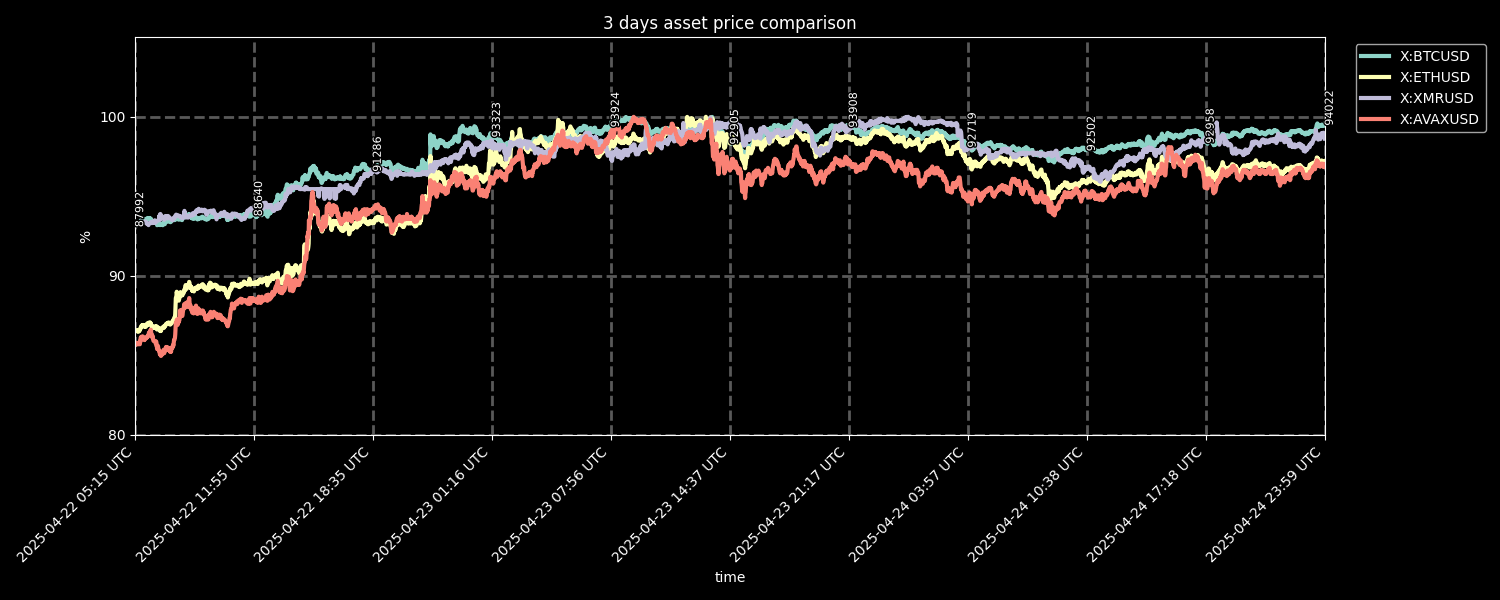 3 days asset price comparison
X:BTCUSD
X:ETHUSD
X:XMRUSD
X:AVAXUSD
100
90
80
%
87992
88640
91286
93323
93924
92905
93908
92719
92502
92958
94022
2025-04-22 05:15 UTC
2025-04-22 11:55 UTC
2025-04-22 18:35 UTC
2025-04-23 01:16 UTC
2025-04-23 07:56 UTC
2025-04-23 14:37 UTC
2025-04-23 21:17 UTC
2025-04-24 03:57 UTC
2025-04-24 10:38 UTC
2025-04-24 17:18 UTC
2025-04-24 23:59 UTC
time